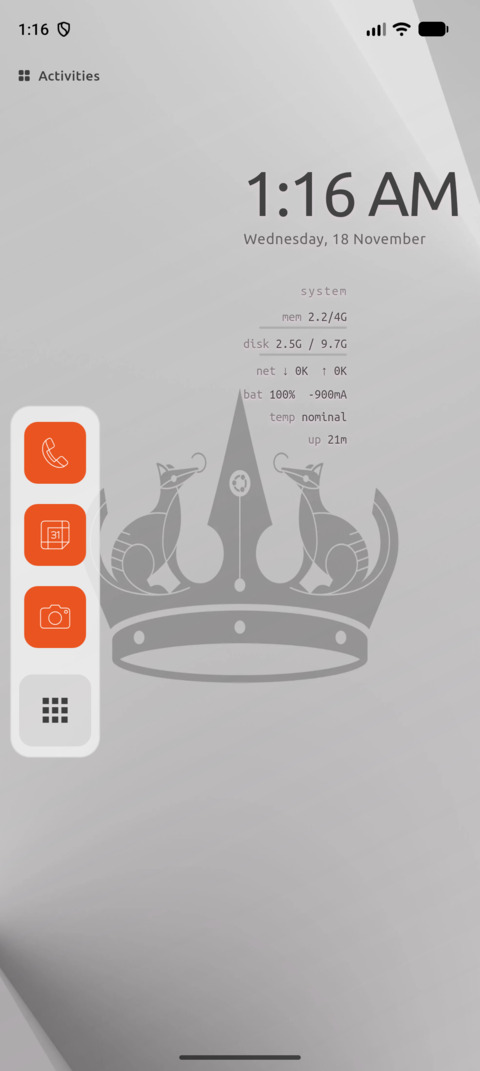 1:16
Activities
1:16 AM
Wednesday, 18 November
system
mem 2.2/4G
disk 2.5G / 9.7G
net ↓ 0K ↑ 0K
bat 100% -900mA
temp nominal
up 21m
31